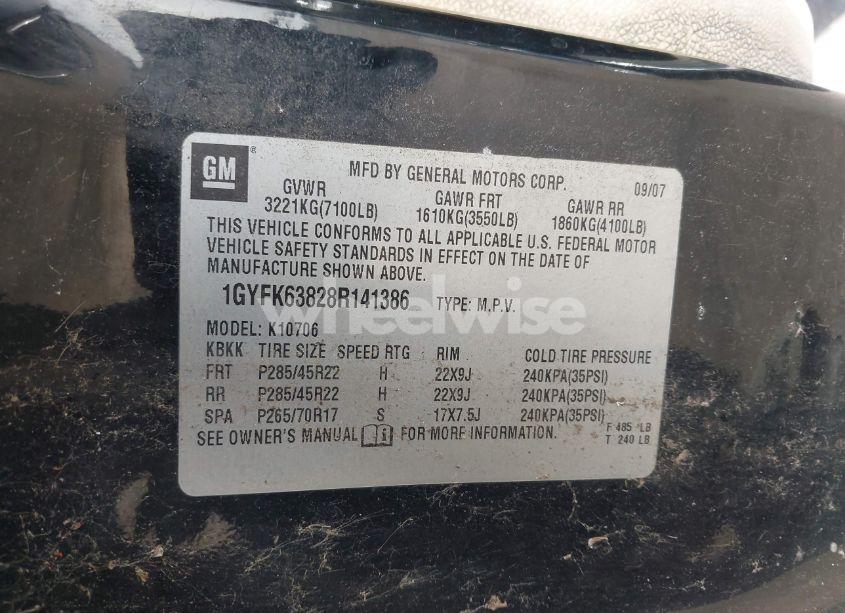 GM ®
MFD BY GENERAL MOTORS CORP. 09/07
GVWR GAWR FRT GAWR RR
3221KG(7100LB) 1610KG(3550LB) 1860KG(4100LB)
THIS VEHICLE CONFORMS TO ALL APPLICABLE U.S. FEDERAL MOTOR
VEHICLE SAFETY STANDARDS IN EFFECT ON THE DATE OF
MANUFACTURE SHOWN ABOVE.
1GYFK63828R141386 TYPE: M.P.V.
wheelwise
MODEL: K10706
KBKK TIRE SIZE SPEED RTG RIM COLD TIRE PRESSURE
FRT P285/45R22 H 22X9J 240KPA(35PSI)
RR P285/45R22 H 22X9J 240KPA(35PSI)
SPA P265/70R17 S 17X7.5J 240KPA(35PSI)
SEE OWNER'S MANUAL FOR MORE INFORMATION.
F 485 LB
T 240 LB